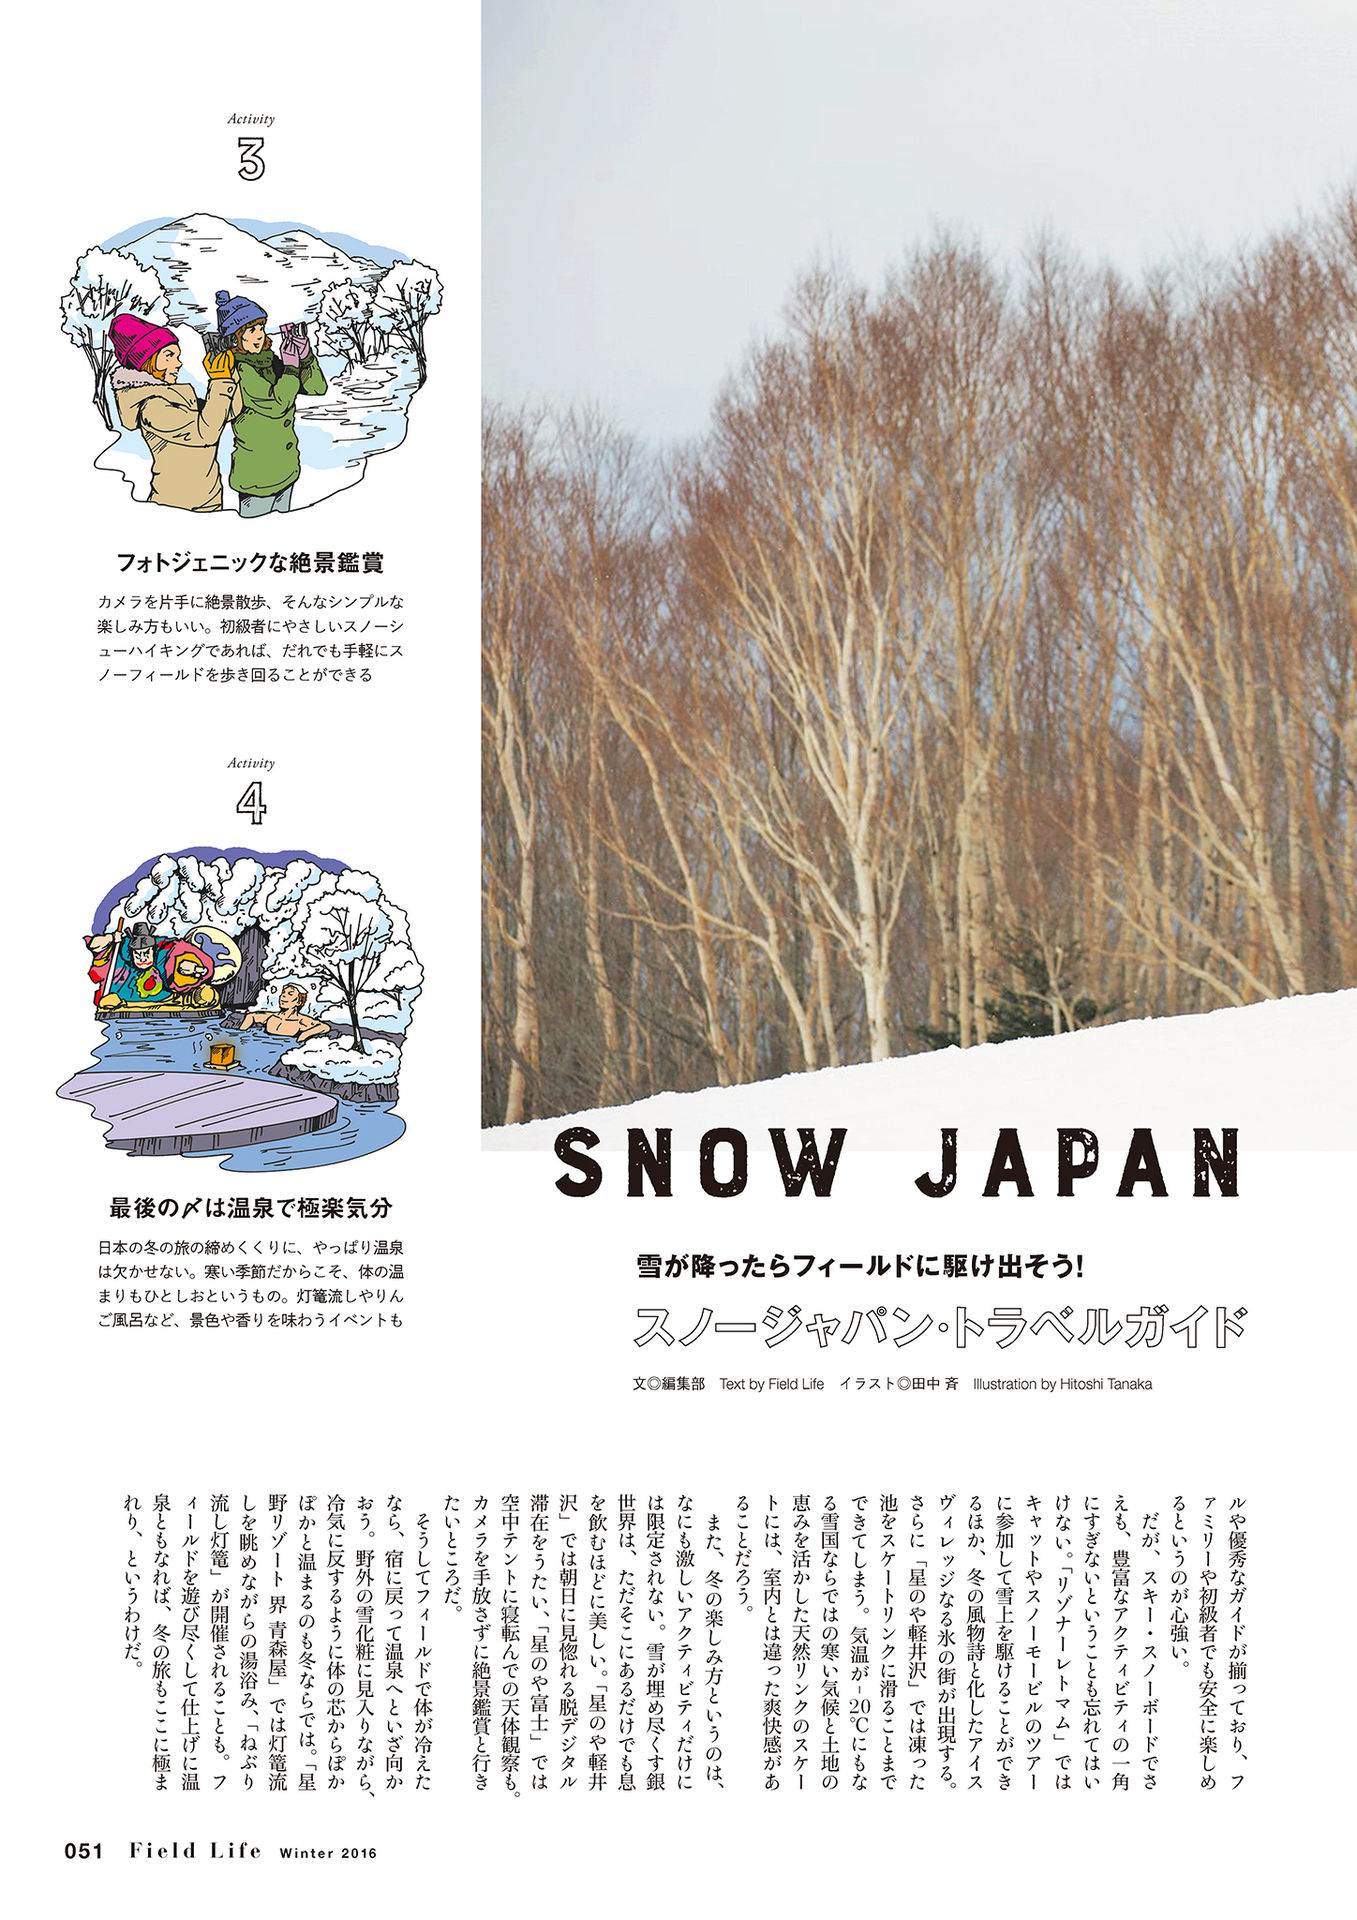 Activity
3
フォトジェニックな絶景鑑賞
カメラを片手に絶景散歩、そんなシンプルな
楽しみ方もいい。初級者にやさしいスノーシ
ューハイキングであれば、だれでも手軽にス
ノーフィールドを歩き回ることができる
Activity
4
最後の〆は温泉で極楽気分
日本の冬の旅の締めくくりに、やっぱり温泉
は欠かせない。寒い季節だからこそ、体の温
まりもひとしおというもの。灯篭流しやりん
ご風呂など、景色や香りを味わうイベントも
SNOW JAPAN
雪が降ったらフィールドに駆け出そう!
スノージャパン・トラベルガイド
文◎編集部 Text by Field Life イラスト◎田中 斉 Illustration by Hitoshi Tanaka
ルや優秀なガイドが揃っており、フ
ァミリーや初級者でも安全に楽しめ
るというのが心強い。
だが、スキー・スノーボードでさ
えも、豊富なアクティビティの一角
にすぎないということも忘れてはい
けない。「リゾナーレトマム」では
キャットやスノーモービルのツアー
に参加して雪上を駆けることができ
るほか、冬の風物詩と化したアイス
ヴィレッジなる氷の街が出現する。
さらに「星のや軽井沢」では凍った
池をスケートリンクに滑ることまで
できてしまう。気温が-20℃にもな
る雪国ならではの寒い気候と土地の
恵みを活かした天然リンクのスケー
トには、室内とは違った爽快感があ
ることだろう。
また、冬の楽しみ方というのは、
なにも激しいアクティビティだけに
は限定されない。雪が埋め尽くす銀
世界は、ただそこにあるだけでも息
を飲むほどに美しい。「星のや軽井
沢」では朝日に見惚れる脱デジタル
滞在をうたい、「星のや富士」では
空中テントに寝転んでの天体観察も。
カメラを手放さずに絶景鑑賞と行き
たいところだ。
そうしてフィールドで体が冷えた
なら、宿に戻って温泉へといざ向か
おう。野外の雪化粧に見入りながら、
冷気に反するように体の芯からぽか
ぽかと温まるのも冬ならでは。「星
野リゾート 界 青森屋」では灯篭流
しを眺めながらの湯浴み、「ねぶり
流し灯篭」が開催されることも。フ
ィールドを遊び尽くして仕上げに温
泉ともなれば、冬の旅もここに極ま
れり、というわけだ。
051 Field Life Winter 2016